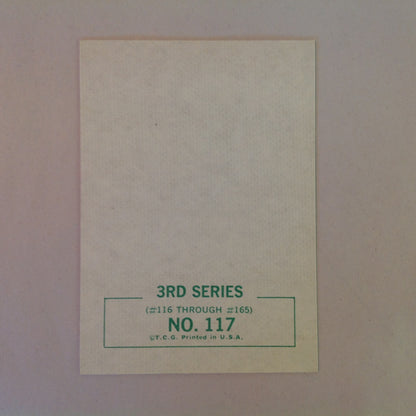 3RD SERIES
(#116 THROUGH #165)
NO. 117
©T.C.G. Printed in U.S.A.